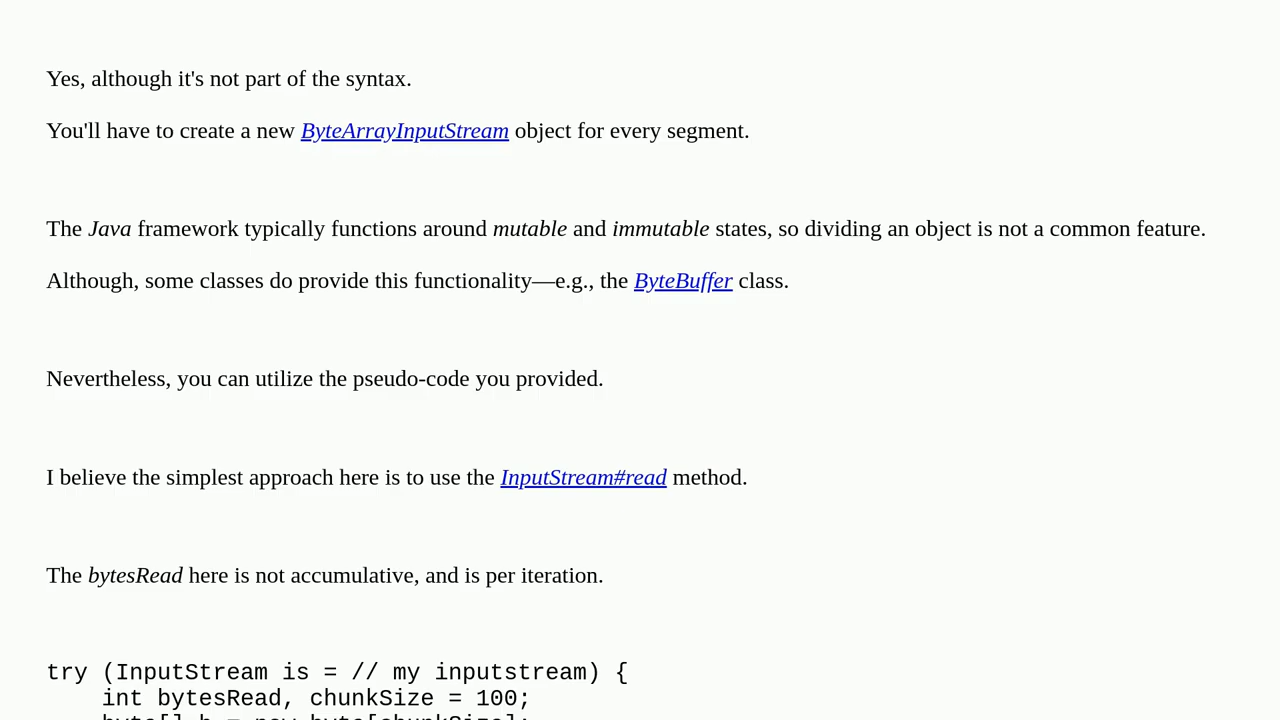 Yes, although it's not part of the syntax.
You'll have to create a new ByteArrayInputStream object for every segment.
The Java framework typically functions around mutable and immutable states, so dividing an object is not a common feature.
Although, some classes do provide this functionality—e.g., the ByteBuffer class.
Nevertheless, you can utilize the pseudo-code you provided.
I believe the simplest approach here is to use the InputStream#read method.
The bytesRead here is not accumulative, and is per iteration.
try (InputStream is = // my inputstream) {
    int bytesRead, chunkSize = 100;
    byte[] b = new byte[chunkSize];